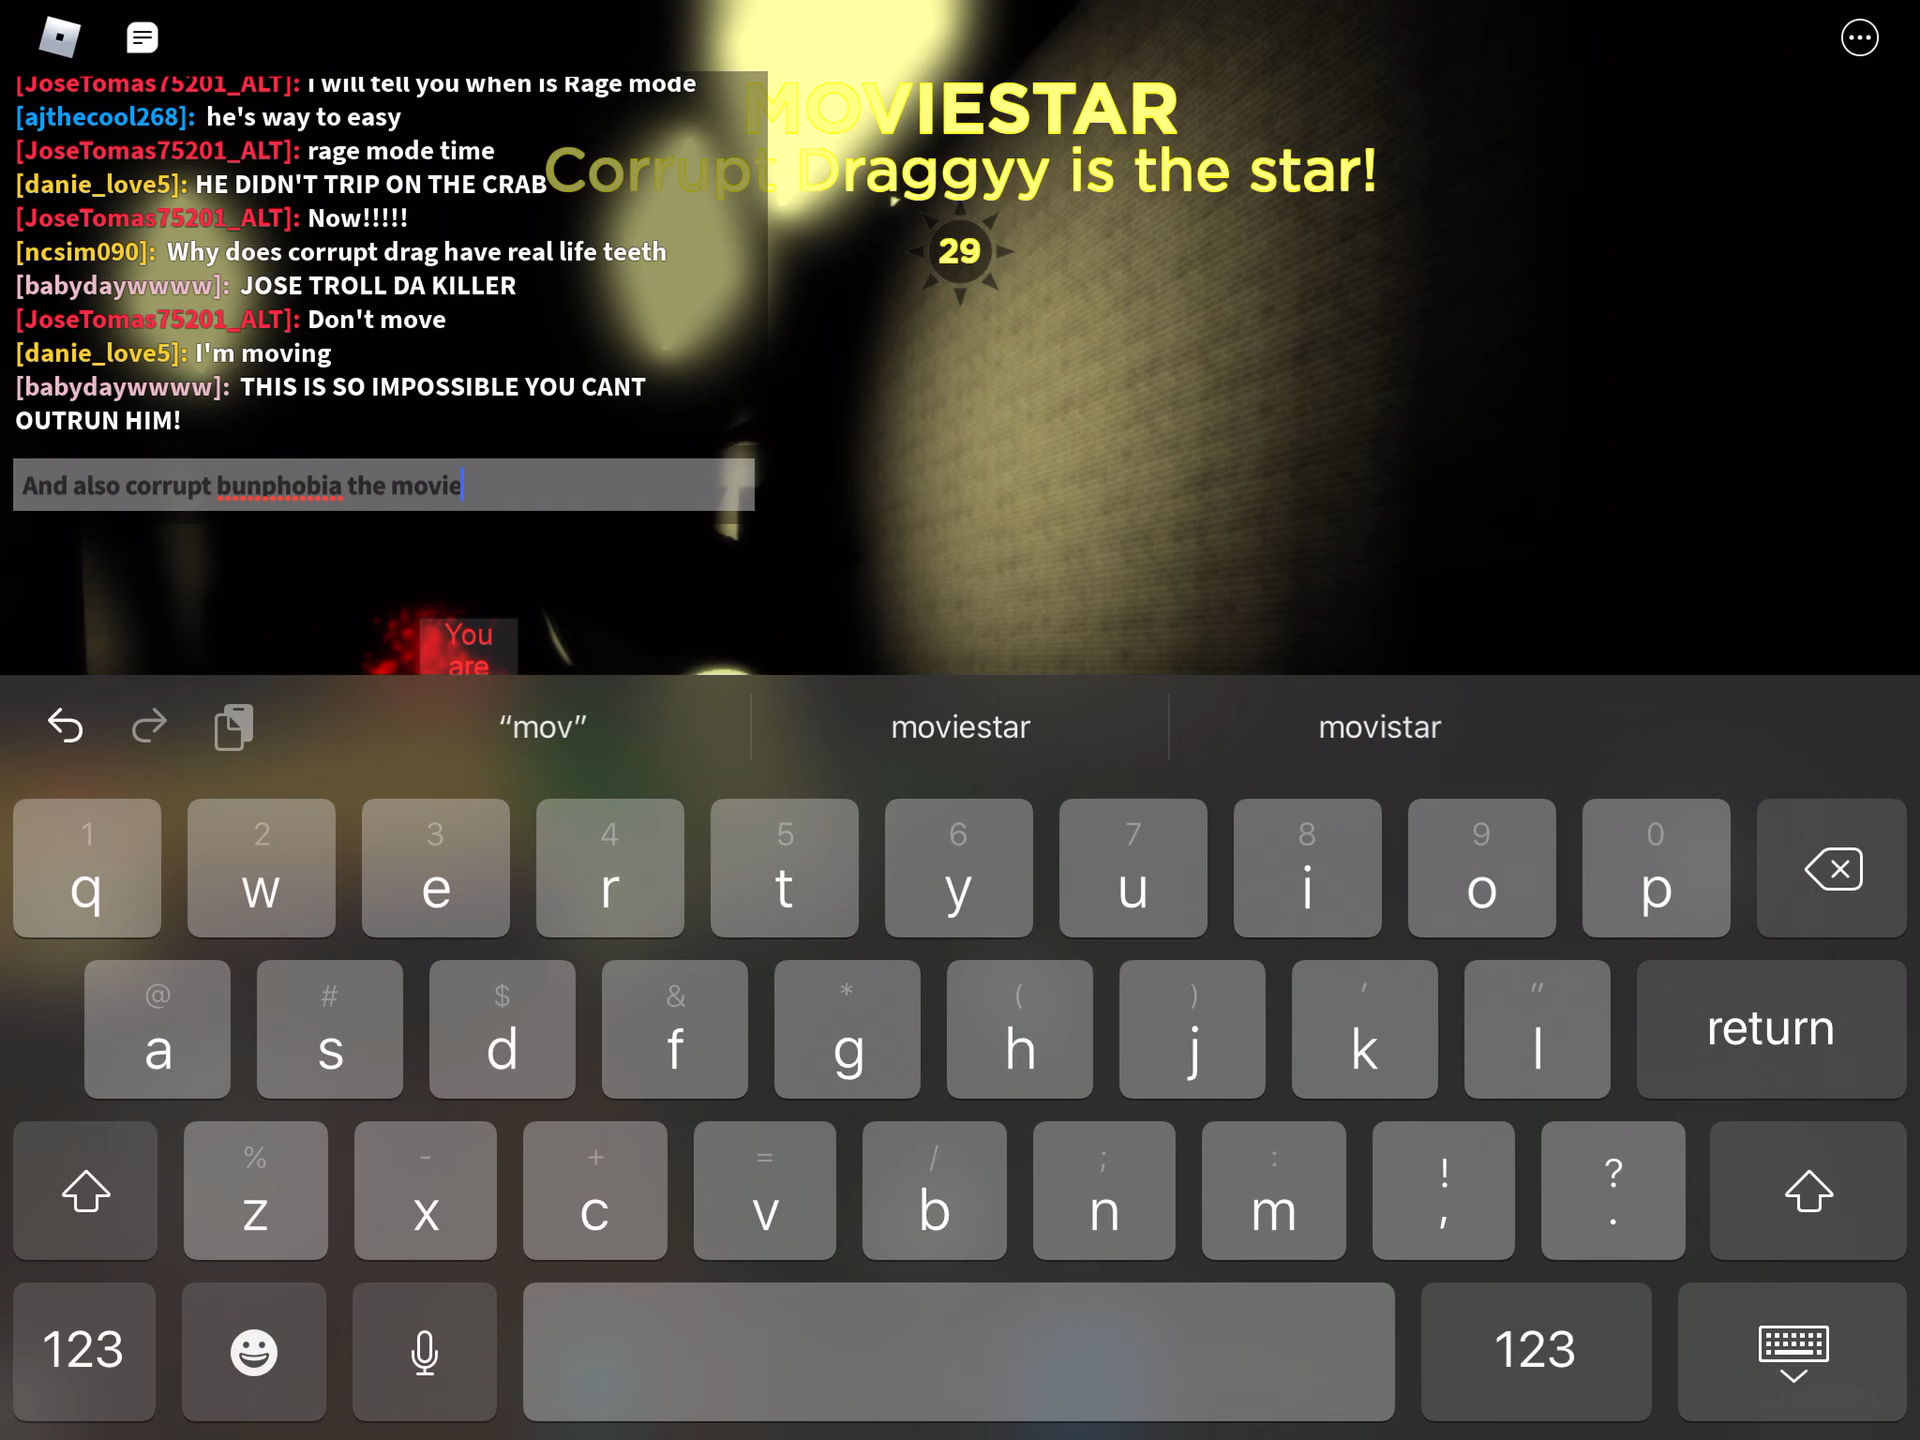 [JoseTomas75201_ALT]: I will tell you when is Rage mode
[ajthecool268]: he's way to easy
[JoseTomas75201_ALT]: rage mode time
[danie_love5]: HE DIDN'T TRIP ON THE CRAB
[JoseTomas75201_ALT]: Now!!!!!
[ncsim090]: Why does corrupt drag have real life teeth
[babydaywwww]: JOSE TROLL DA KILLER
[JoseTomas75201_ALT]: Don't move
[danie_love5]: I'm moving
[babydaywwww]: THIS IS SO IMPOSSIBLE YOU CANT
OUTRUN HIM!
And also corrupt bunphobia the movie
MOVIESTAR
Corrupt Draggyy is the star!
29
You
are
“mov” moviestar movistar
1 2 3 4 5 6 7 8 9 0
q w e r t y u i o p
@ # $ & * ( ) ' "
a s d f g h j k l return
% - + = / ; : ! ?
z x c v b n m , .
123 123